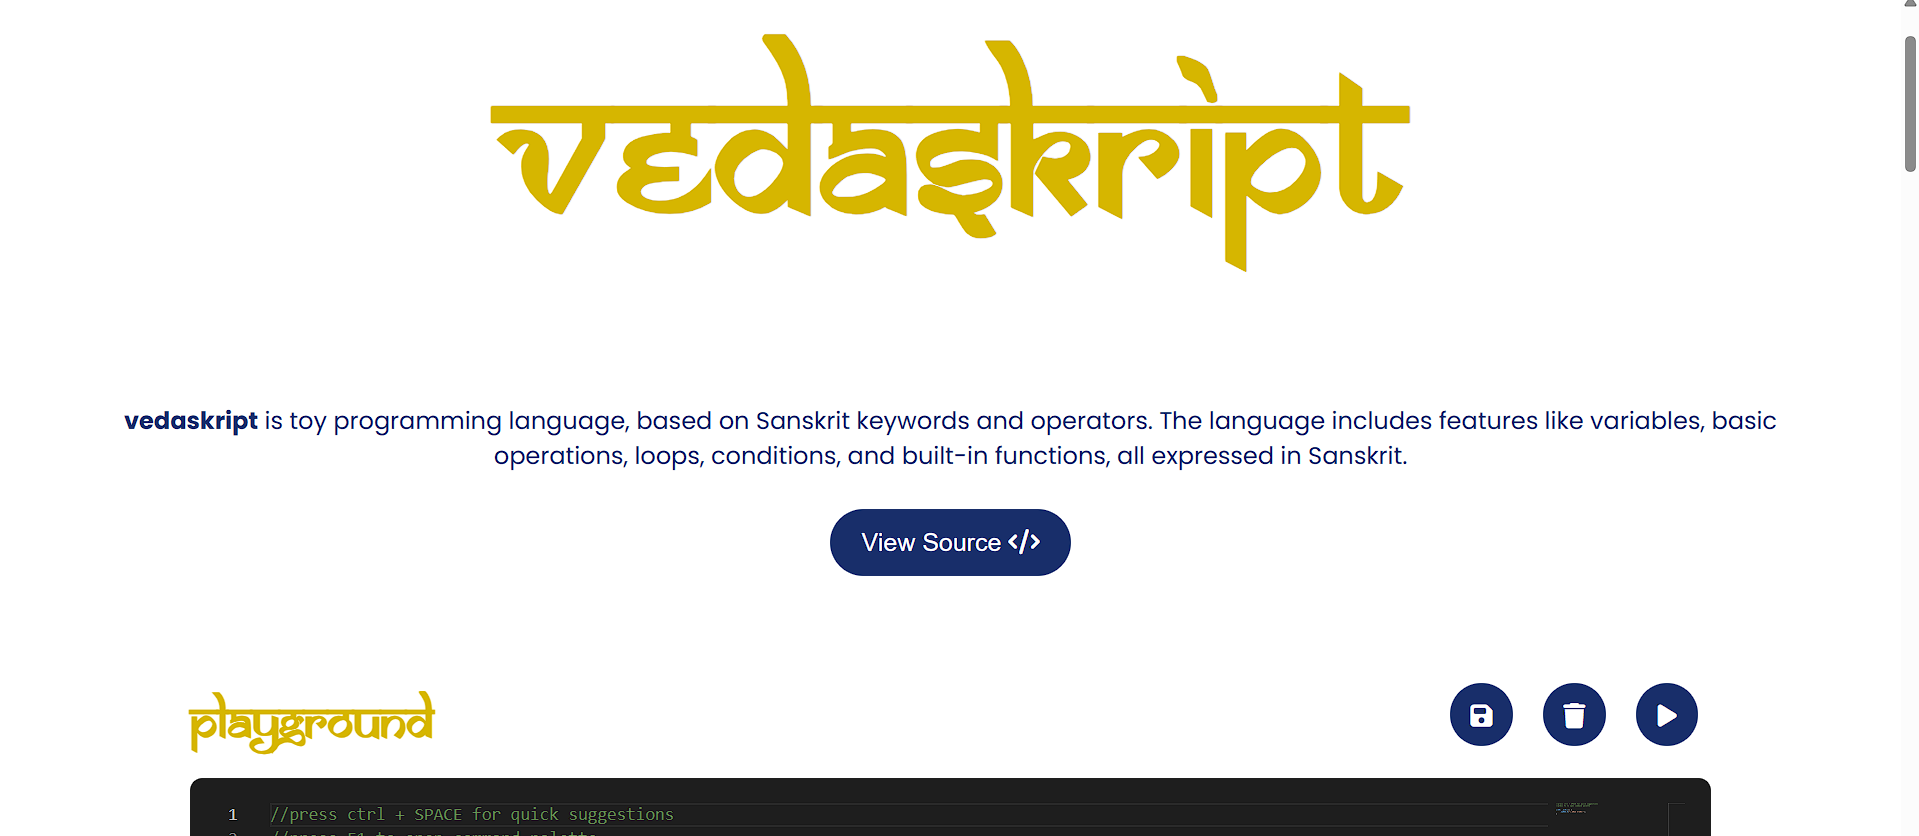 vedaskript
vedaskript is toy programming language, based on Sanskrit keywords and operators. The language includes features like variables, basic
operations, loops, conditions, and built-in functions, all expressed in Sanskrit.
View Source </>
playground
1 //press ctrl + SPACE for quick suggestions